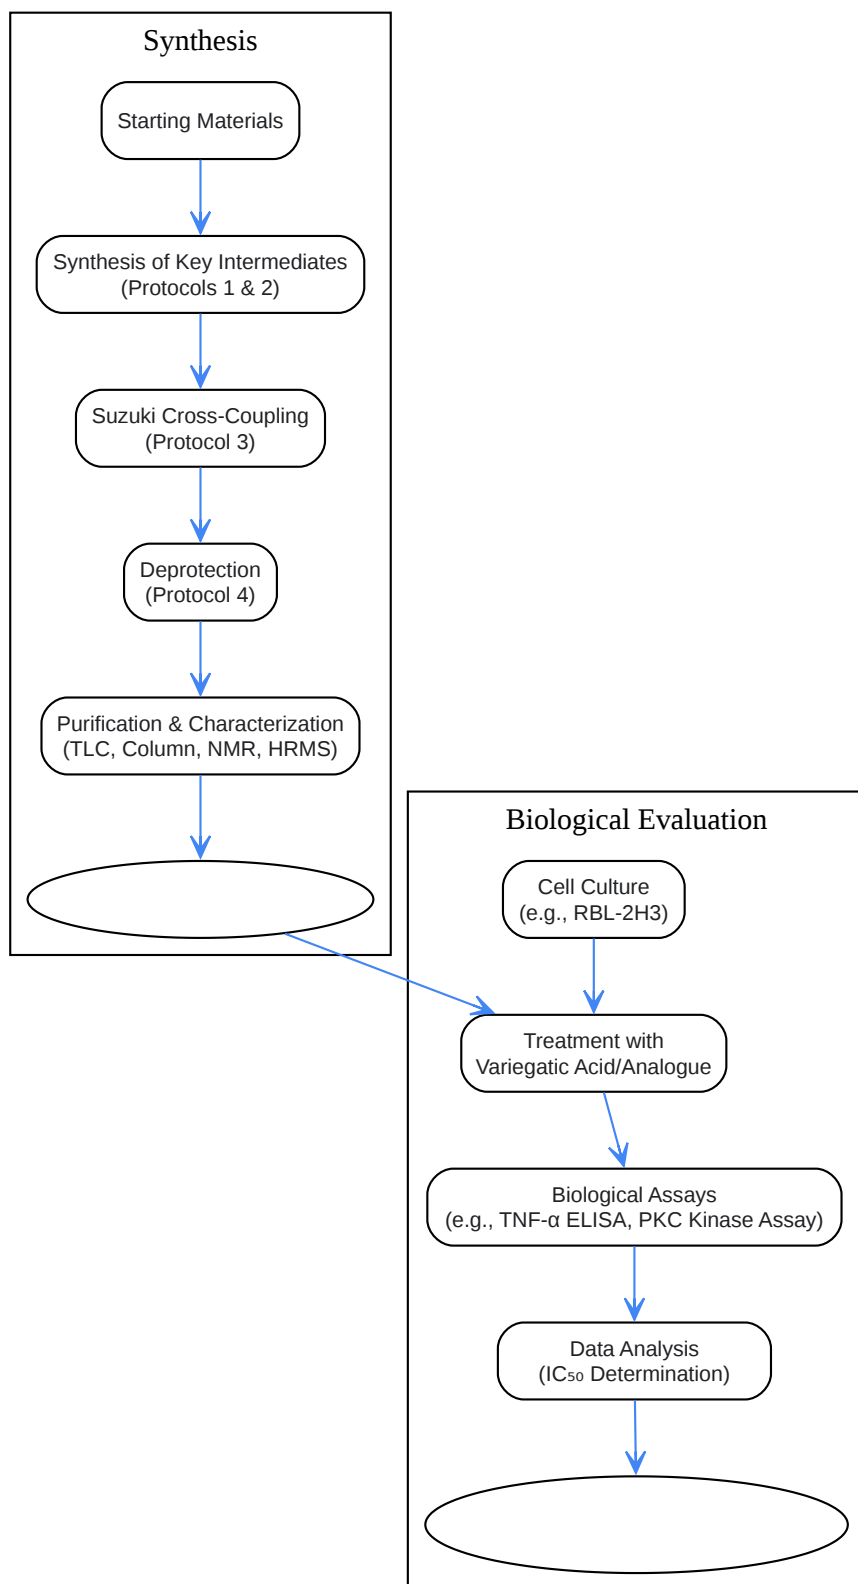 Synthesis
Starting Materials
Synthesis of Key Intermediates
(Protocols 1 & 2)
Suzuki Cross-Coupling
(Protocol 3)
Deprotection
(Protocol 4)
Purification & Characterization
(TLC, Column, NMR, HRMS)
Biological Evaluation
Cell Culture
(e.g., RBL-2H3)
Treatment with
Variegatic Acid/Analogue
Biological Assays
(e.g., TNF-α ELISA, PKC Kinase Assay)
Data Analysis
(IC₅₀ Determination)